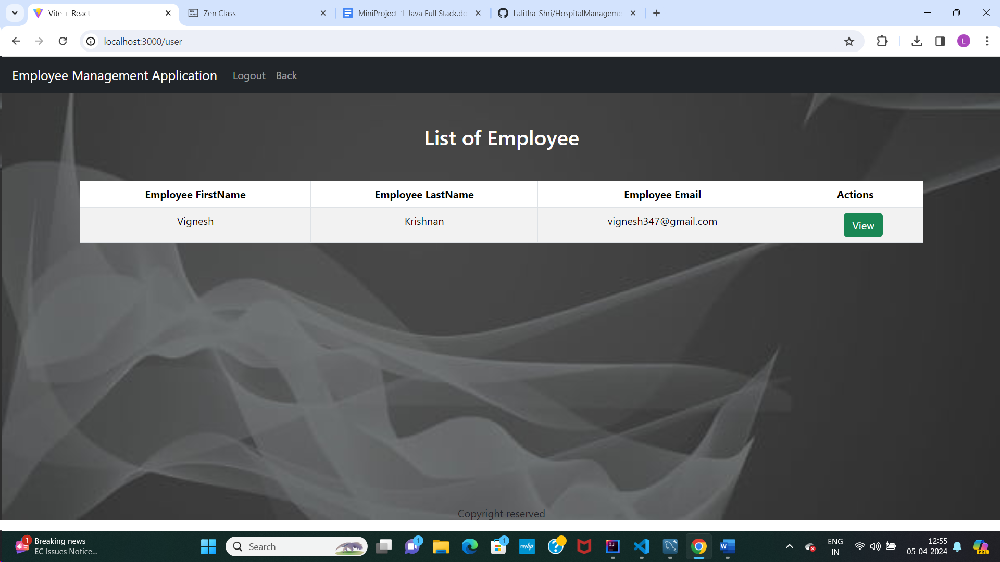 Vite + React
Zen Class
MiniProject-1-Java Full Stack.do
Lalitha-Shri/HospitalManageme
localhost:3000/user
L
Employee Management Application Logout Back
List of Employee
Employee FirstName Employee LastName Employee Email Actions
Vignesh Krishnan vignesh347@gmail.com View
Copyright reserved
1
Breaking news
EC Issues Notice...
Search
1
1
myhp
ENG
IN
12:55
05-04-2024
PRE